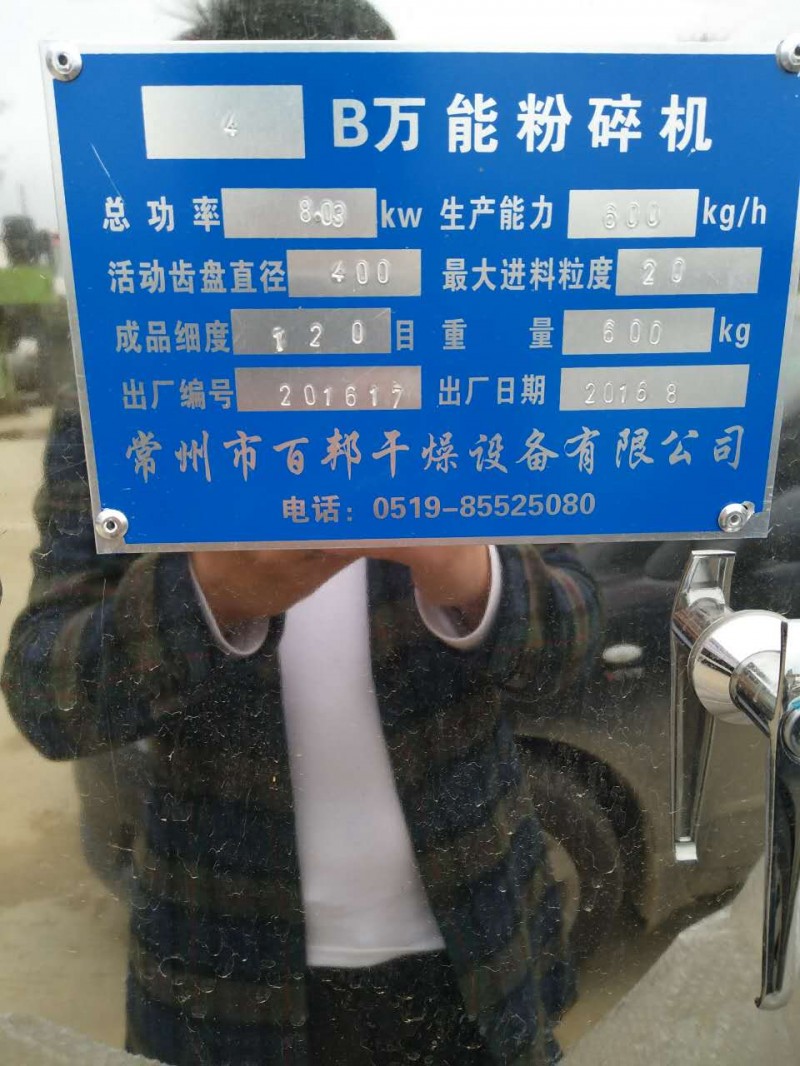 4 B万能粉碎机
总功率 8.03 kw 生产能力 600 kg/h
活动齿盘直径 400 最大进料粒度 20
成品细度 120 目 重量 600 kg
出厂编号 201617 出厂日期 20168
常州市百邦干燥设备有限公司
电话：0519-85525080